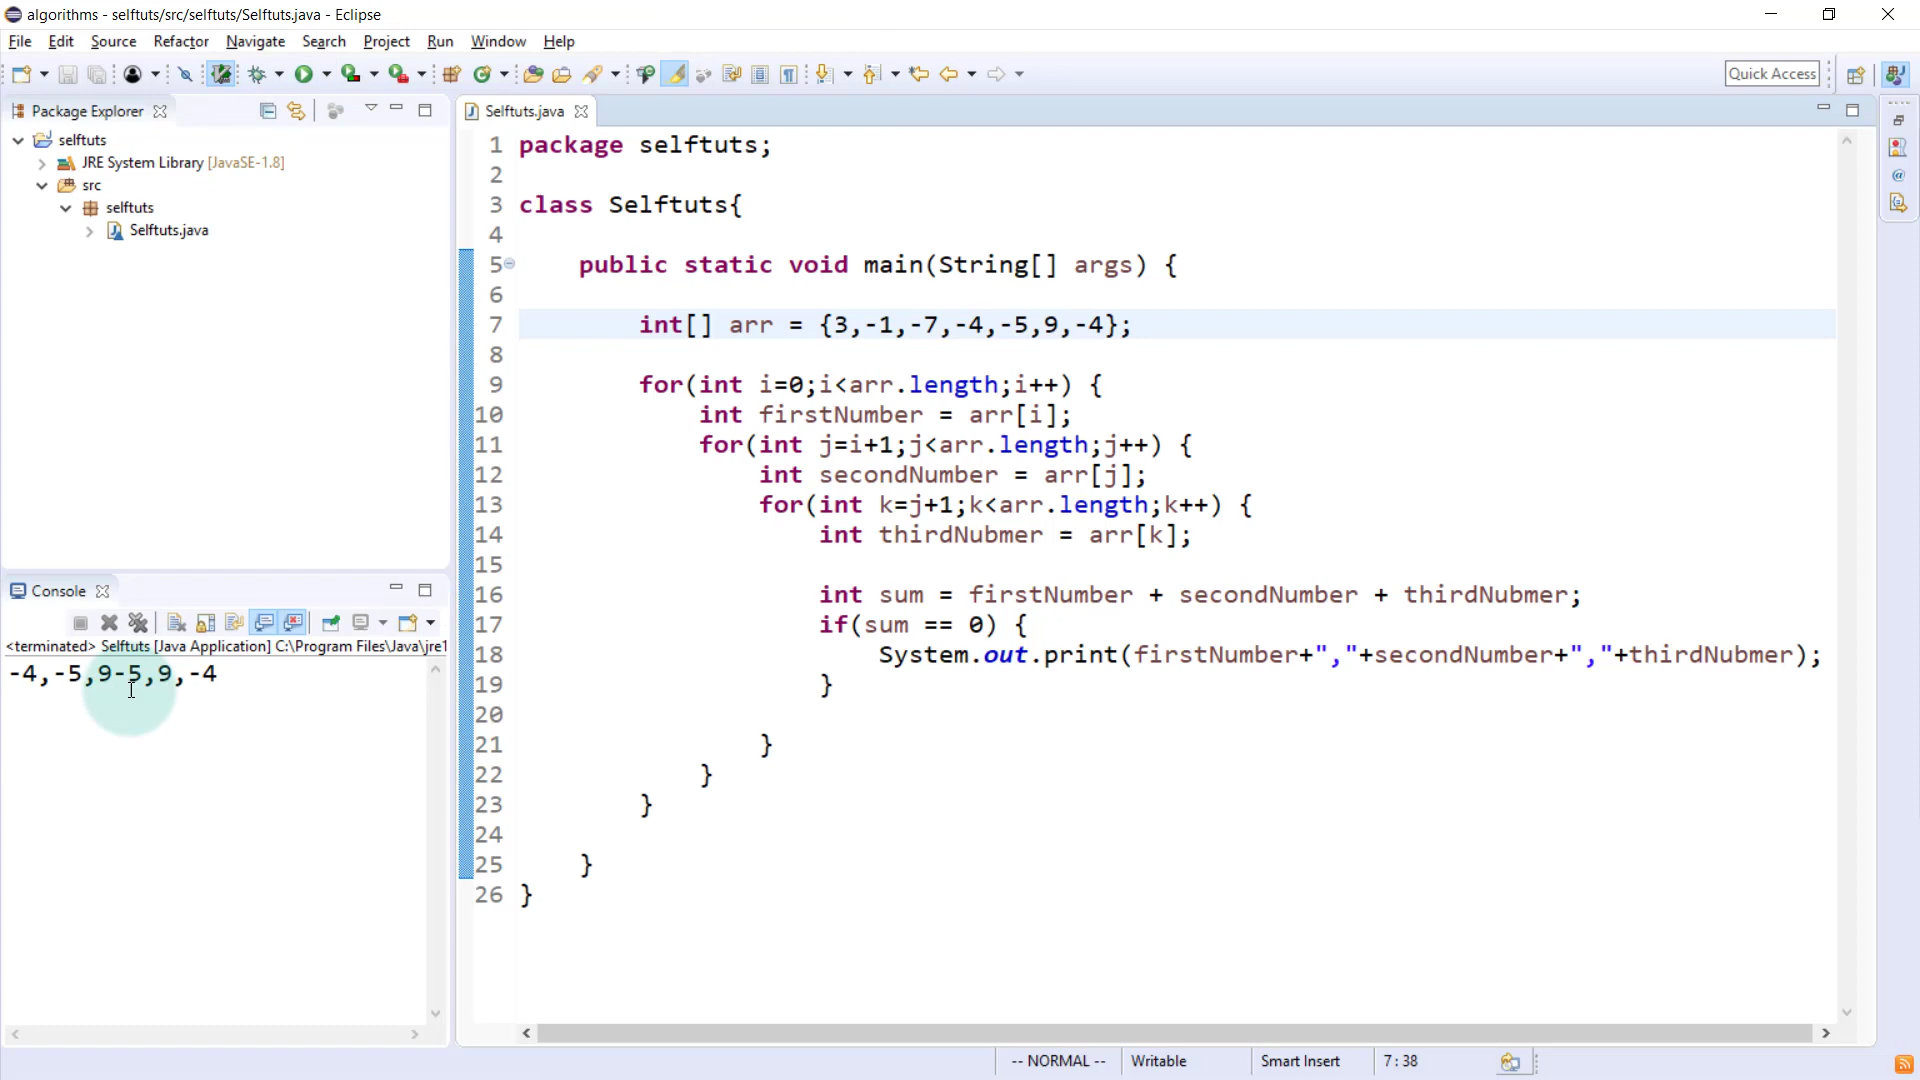 algorithms - selftuts/src/selftuts/Selftuts.java - Eclipse
File Edit Source Refactor Navigate Search Project Run Window Help
Quick Access
Package Explorer
selftuts
JRE System Library [JavaSE-1.8]
src
selftuts
Selftuts.java
Selftuts.java
1 package selftuts;
2
3 class Selftuts{
4
5 public static void main(String[] args) {
6
7 int[] arr = {3,-1,-7,-4,-5,9,-4};
8
9 for(int i=0;i<arr.length;i++) {
10 int firstNumber = arr[i];
11 for(int j=i+1;j<arr.length;j++) {
12 int secondNumber = arr[j];
13 for(int k=j+1;k<arr.length;k++) {
14 int thirdNubmer = arr[k];
15
16 int sum = firstNumber + secondNumber + thirdNubmer;
17 if(sum == 0) {
18 System.out.print(firstNumber+","+secondNumber+","+thirdNubmer);
19 }
20
21 }
22 }
23 }
24
25 }
26 }
Console
<terminated> Selftuts [Java Application] C:\Program Files\Java\jre1
-4,-5,9-5,9,-4
-- NORMAL -- Writable Smart Insert 7 : 38